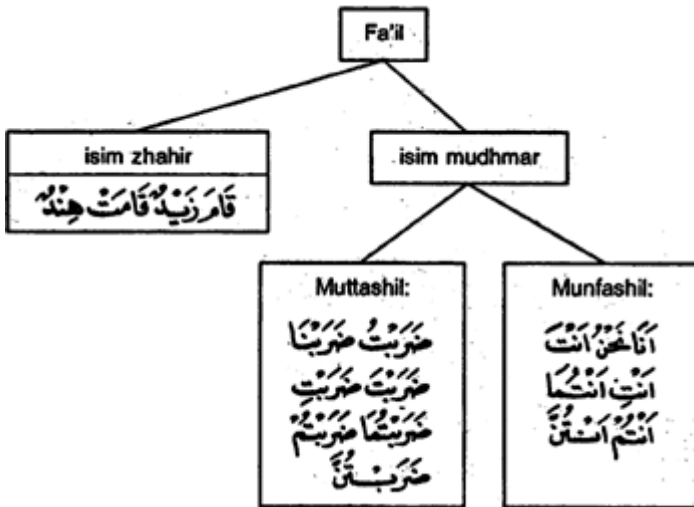 Fa'il
isim zhahir
قَامَ زَيْدٌ قَامَتْ هِنْدٌ
isim mudhmar
Muttashil:
ضَرَبْتُ ضَرَبْنَا
ضَرَبْتَ ضَرَبْتِ
ضَرَبْتُمَا ضَرَبْتُمْ
ضَرَبْتُنَّ
Munfashil:
اَنَا نَحْنُ اَنْتَ
اَنْتِ اَنْتُمَا
اَنْتُمْ اَنْتُنَّ